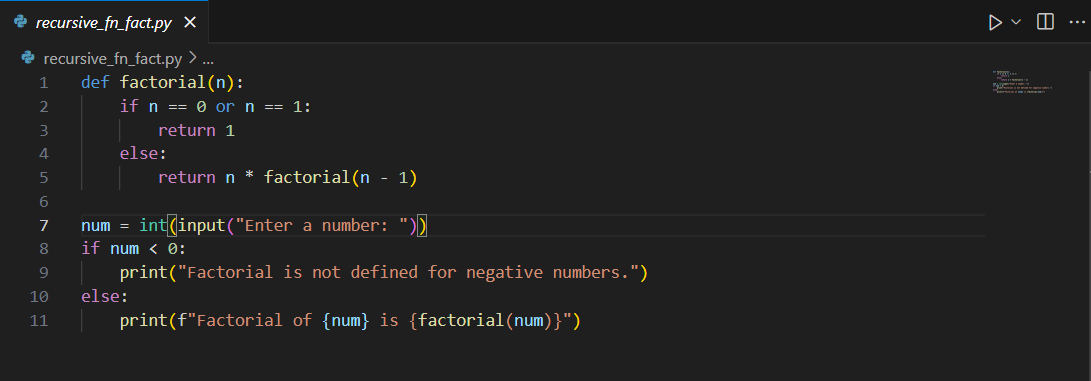 recursive_fn_fact.py
recursive_fn_fact.py > ...
1 def factorial(n):
2     if n == 0 or n == 1:
3         return 1
4     else:
5         return n * factorial(n - 1)
6
7 num = int(input("Enter a number: "))
8 if num < 0:
9     print("Factorial is not defined for negative numbers.")
10 else:
11     print(f"Factorial of {num} is {factorial(num)}")